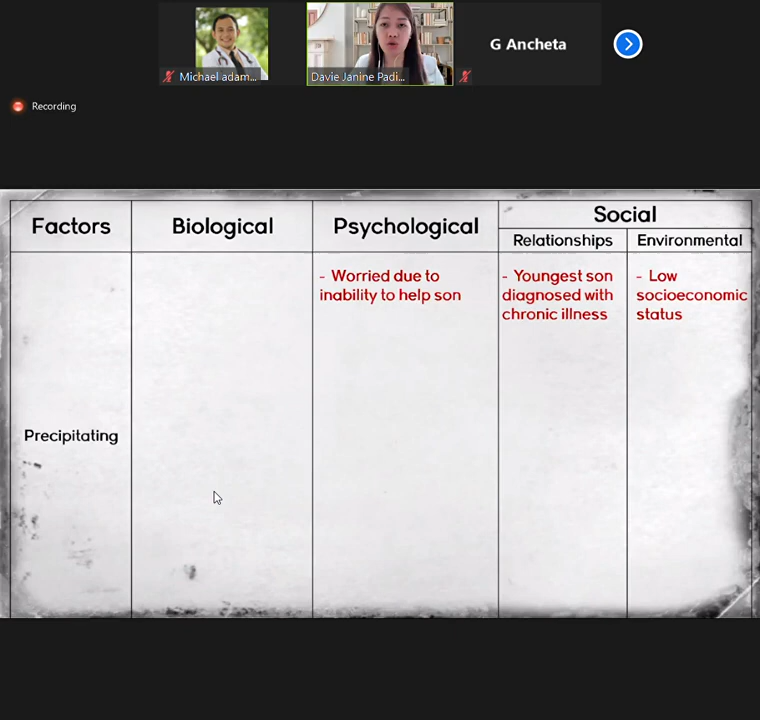 Michael adam...
Davie Janine Padi...
G Ancheta
Recording
Factors
Biological
Psychological
Social
Relationships
Environmental
- Worried due to
inability to help son
- Youngest son
diagnosed with
chronic illness
- Low
socioeconomic
status
Precipitating